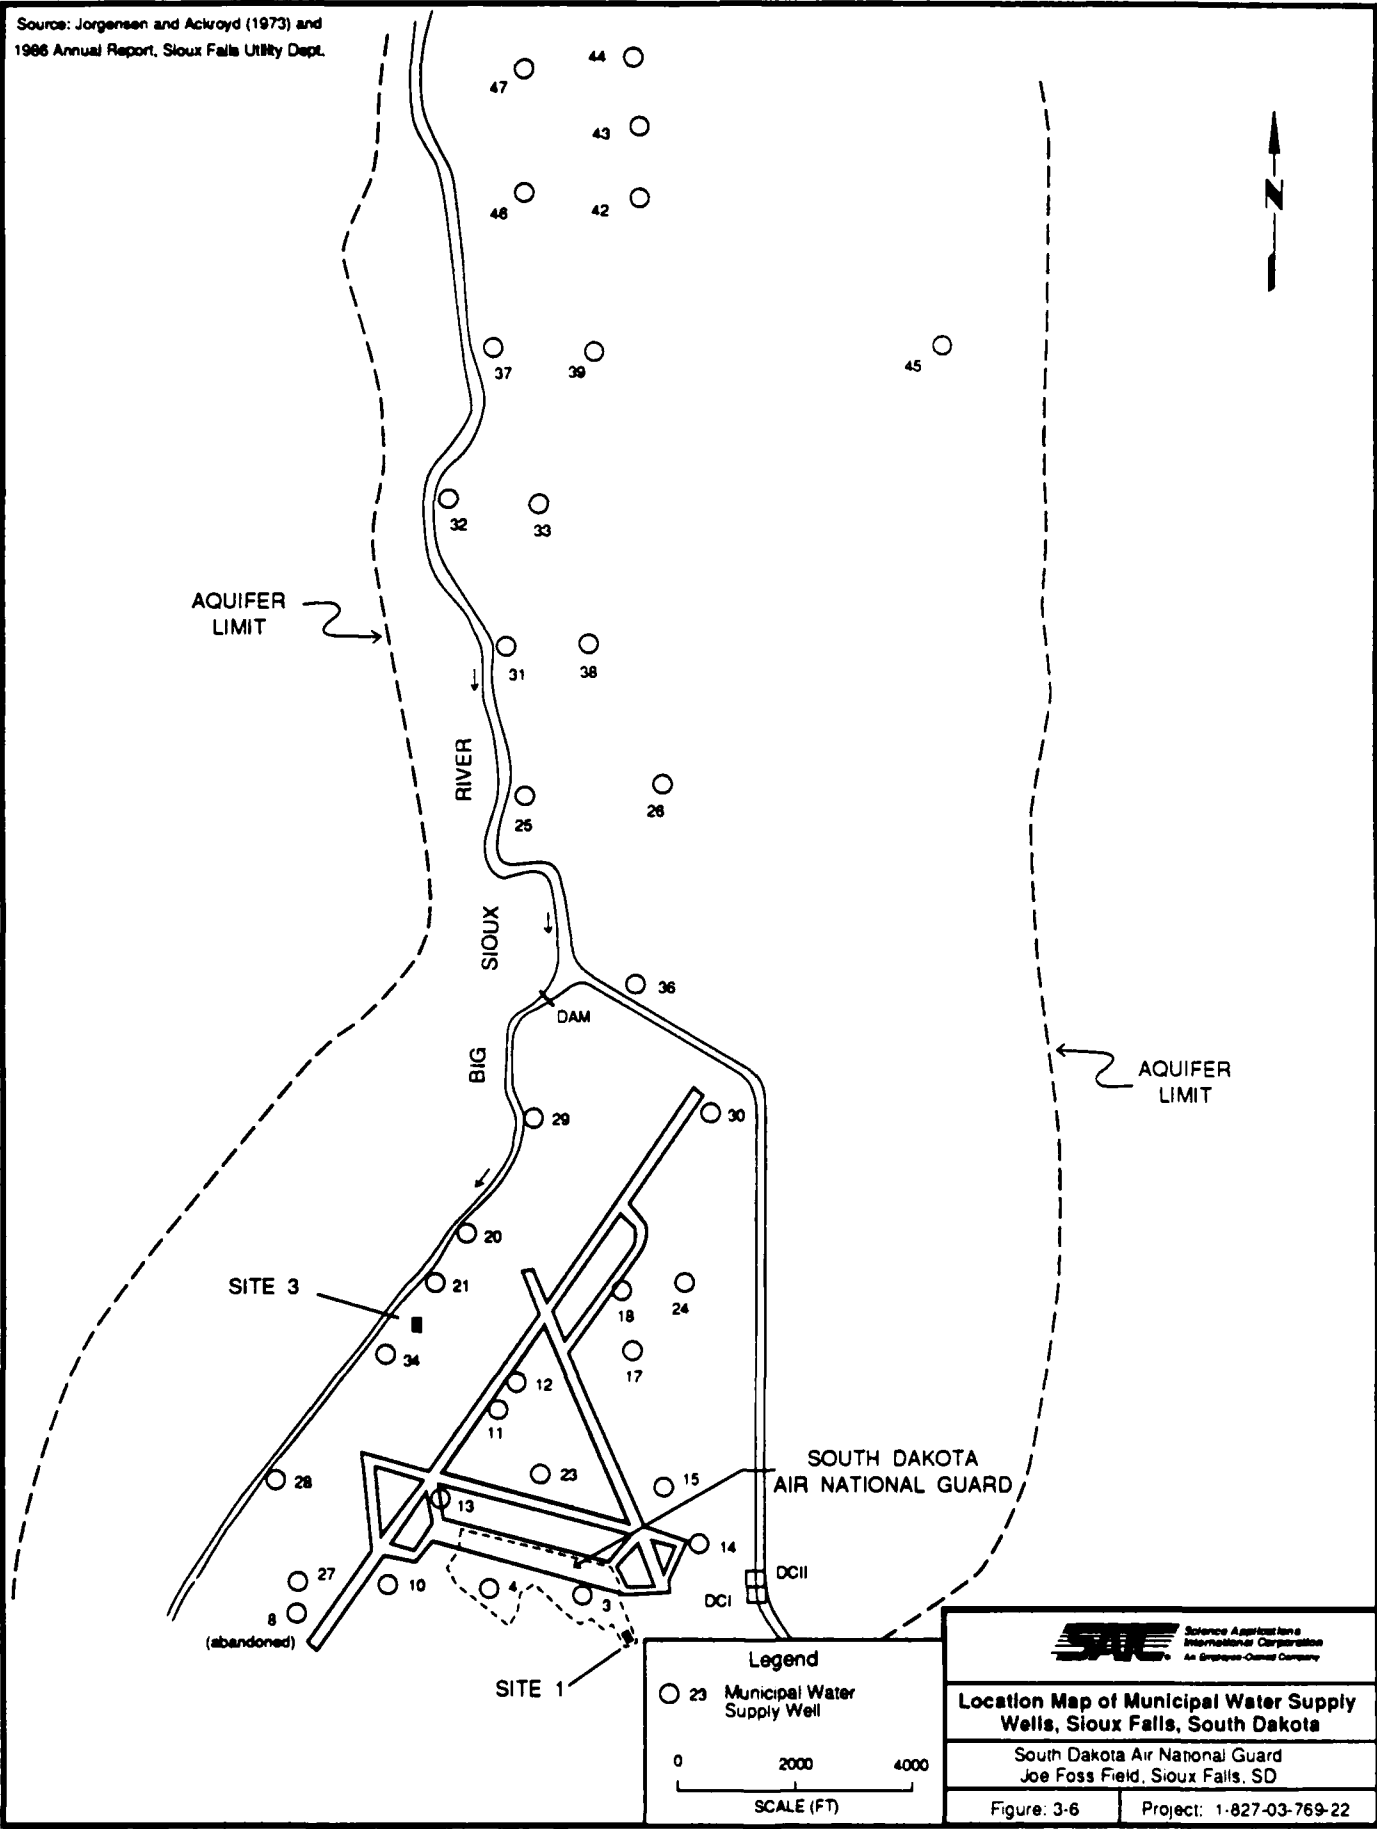 Source: Jorgensen and Ackroyd (1973) and
1986 Annual Report, Sioux Falls Utility Dept.
44
47
43
46
42
N
37
39
45
32
33
AQUIFER
LIMIT
31
38
RIVER
25
26
SIOUX
36
DAM
BIG
AQUIFER
LIMIT
29
30
20
SITE 3
21
18
24
34
17
12
11
SOUTH DAKOTA
AIR NATIONAL GUARD
23
15
28
13
14
27
10
4
3
DCII
DCI
8
(abandoned)
SITE 1
Legend
23 Municipal Water
Supply Well
0 2000 4000
SCALE (FT)
SAIC
Science Applications
International Corporation
An Employee-Owned Company
Location Map of Municipal Water Supply
Wells, Sioux Falls, South Dakota
South Dakota Air National Guard
Joe Foss Field, Sioux Falls, SD
Figure: 3-6
Project: 1-827-03-769-22